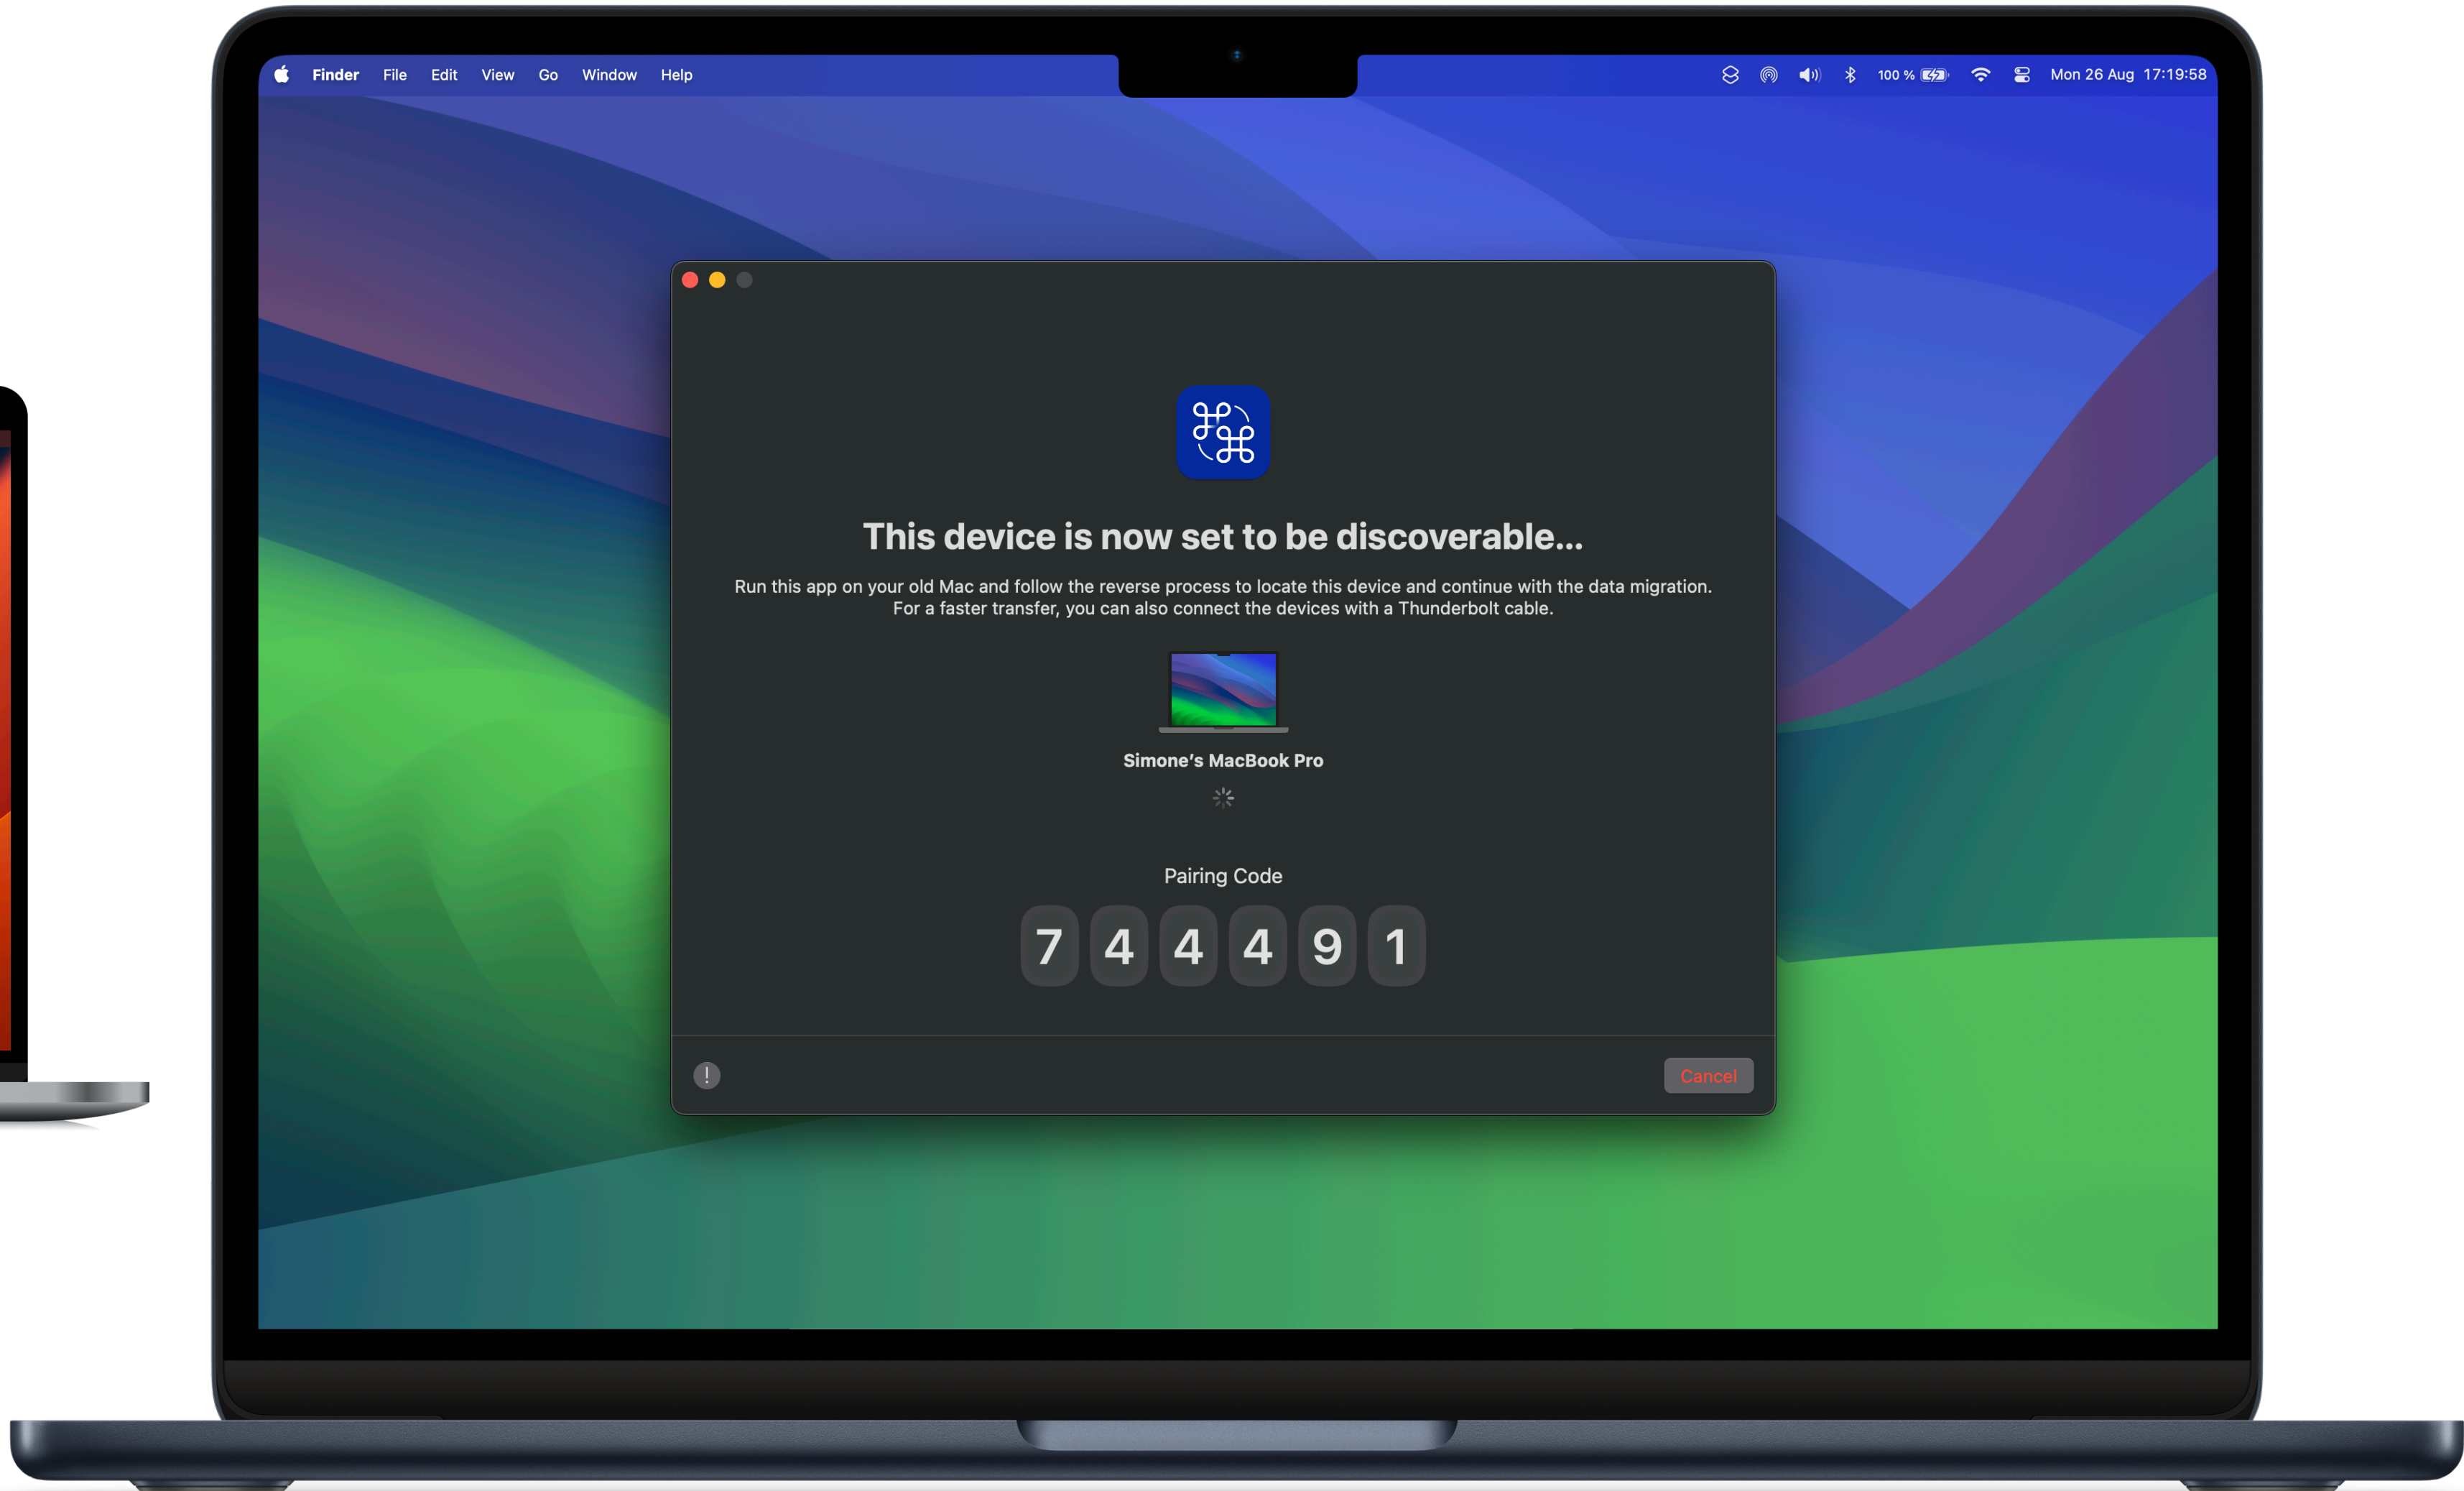 Finder File Edit View Go Window Help 100 % Mon 26 Aug 17:19:58
This device is now set to be discoverable...
Run this app on your old Mac and follow the reverse process to locate this device and continue with the data migration.
For a faster transfer, you can also connect the devices with a Thunderbolt cable.
Simone’s MacBook Pro
Pairing Code
7 4 4 4 9 1
! Cancel